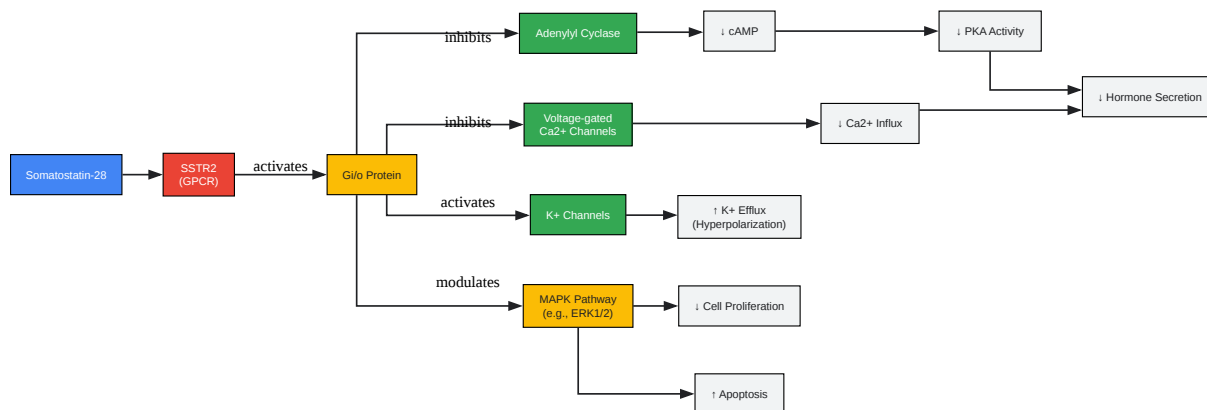 inhibits
Adenylyl Cyclase
↓ cAMP
↓ PKA Activity
↓ Hormone Secretion
inhibits
Voltage-gated
Ca2+ Channels
↓ Ca2+ Influx
Somatostatin-28
SSTR2
(GPCR)
activates
Gi/o Protein
activates
K+ Channels
↑ K+ Efflux
(Hyperpolarization)
modulates
MAPK Pathway
(e.g., ERK1/2)
↓ Cell Proliferation
↑ Apoptosis